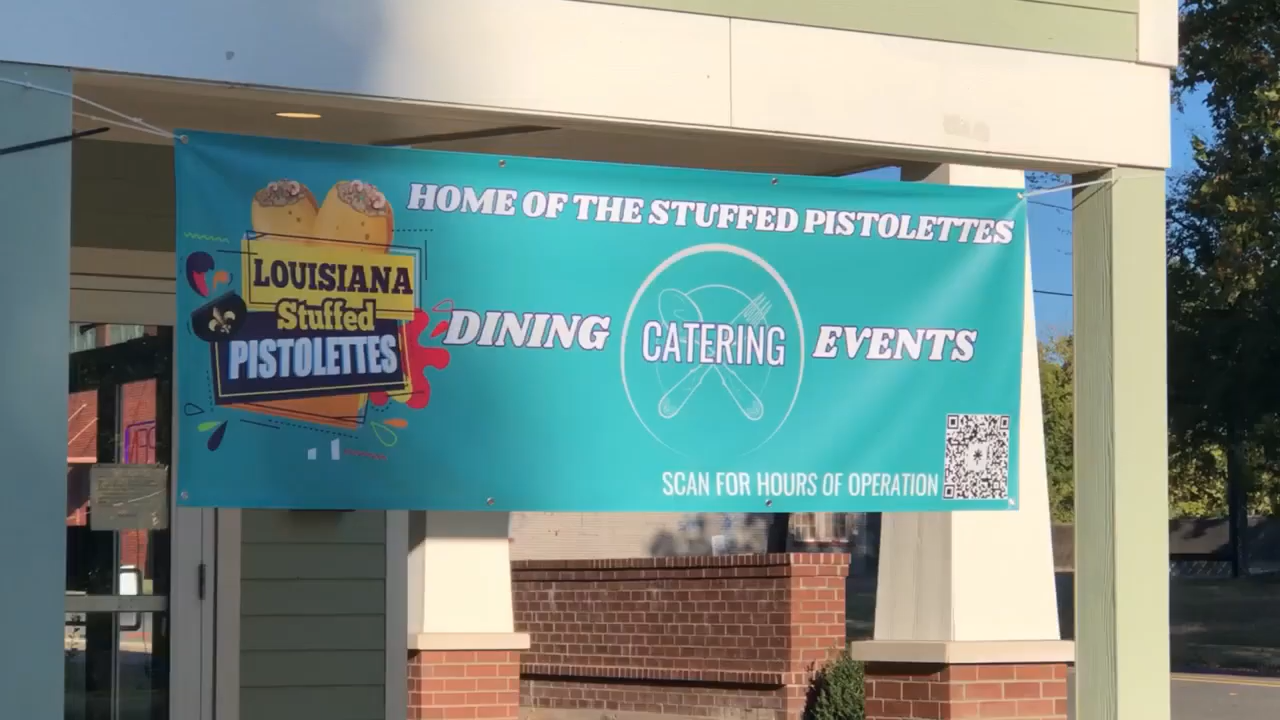 HOME OF THE STUFFED PISTOLETTES
LOUISIANA
Stuffed
PISTOLETTES
DINING
CATERING
EVENTS
SCAN FOR HOURS OF OPERATION